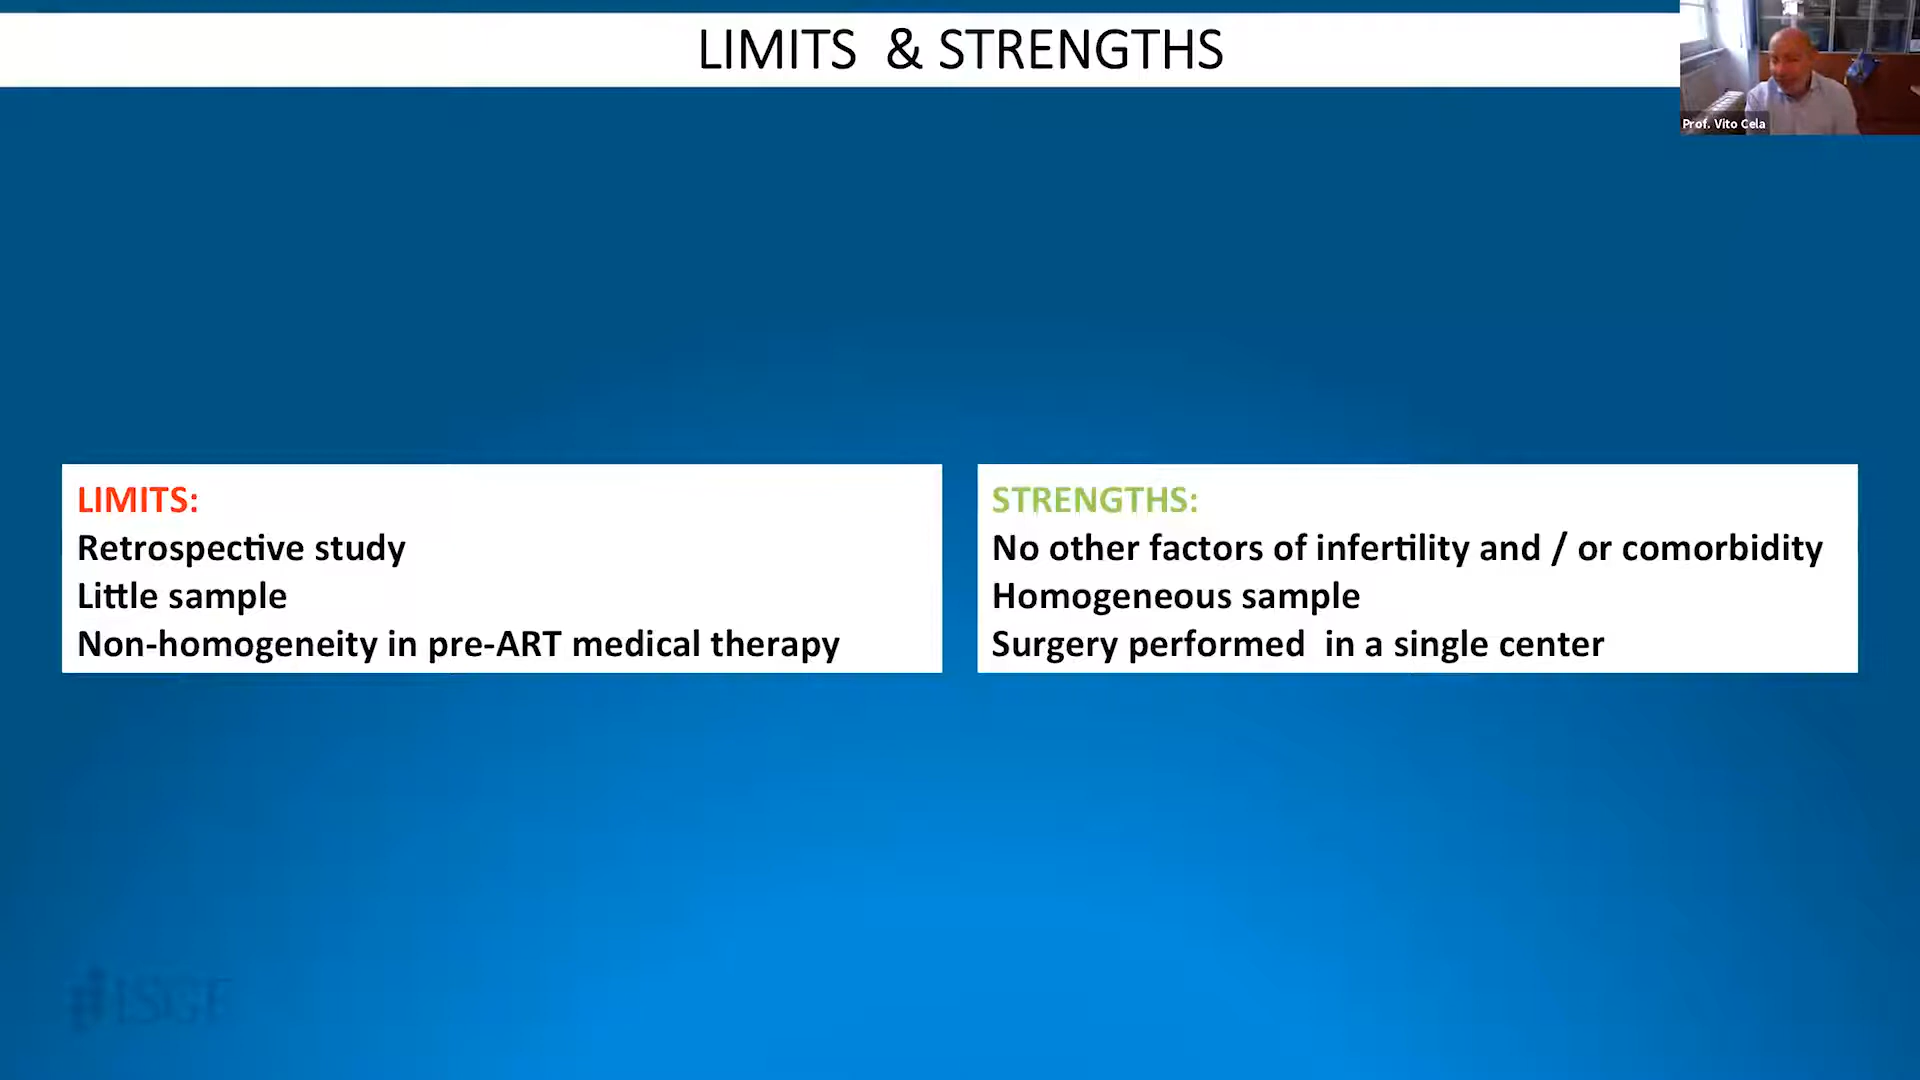 LIMITS & STRENGTHS
Prof. Vito Cela
LIMITS:
Retrospective study
Little sample
Non-homogeneity in pre-ART medical therapy
STRENGTHS:
No other factors of infertility and / or comorbidity
Homogeneous sample
Surgery performed in a single center
ISGE